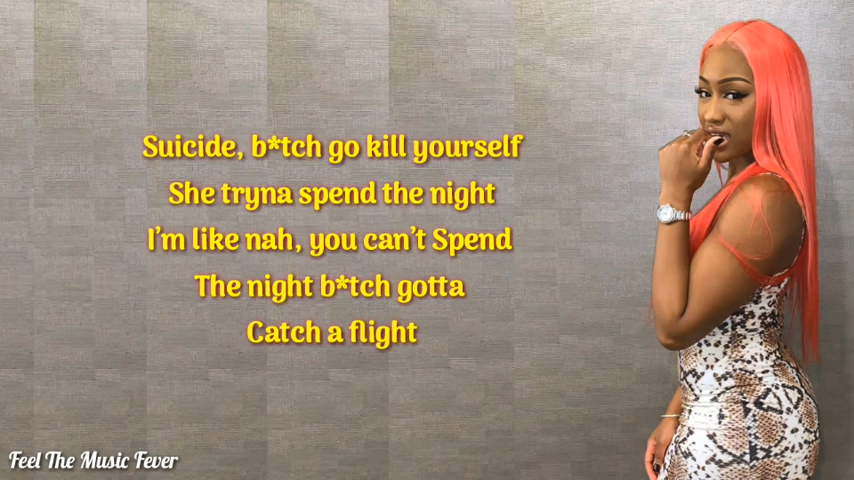 Suicide, b*tch go kill yourself
She tryna spend the night
I'm like nah, you can't Spend
The night b*tch gotta
Catch a flight
Feel The Music Fever